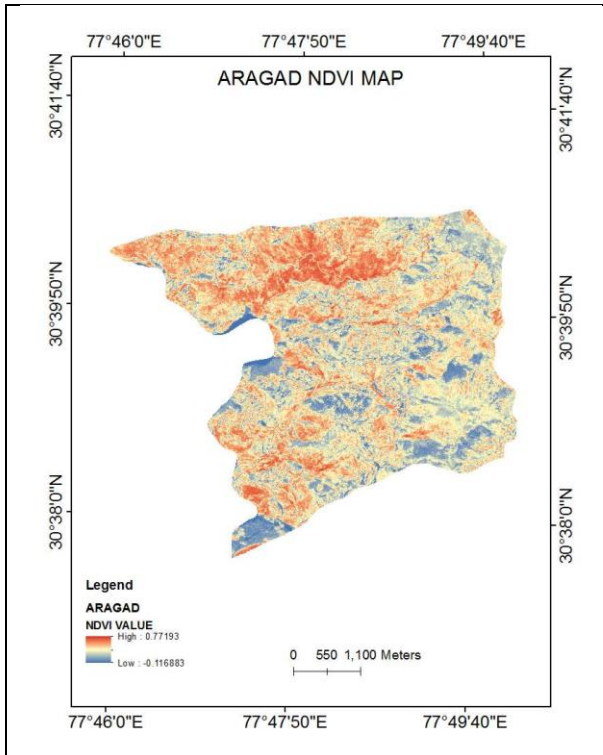 77°46'0"E 77°47'50"E 77°49'40"E
ARAGAD NDVI MAP
30°41'40"N 30°41'40"N
30°39'50"N 30°39'50"N
30°38'0"N 30°38'0"N
Legend
ARAGAD
NDVI VALUE
High : 0.77193
Low : -0.116883
0 550 1,100 Meters
77°46'0"E 77°47'50"E 77°49'40"E